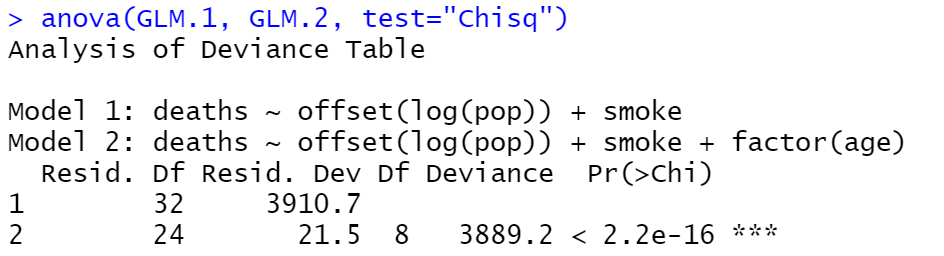 > anova(GLM.1, GLM.2, test="Chisq")
Analysis of Deviance Table

Model 1: deaths ~ offset(log(pop)) + smoke
Model 2: deaths ~ offset(log(pop)) + smoke + factor(age)
  Resid. Df Resid. Dev Df Deviance  Pr(>Chi)
1        32     3910.7
2        24       21.5  8   3889.2 < 2.2e-16 ***